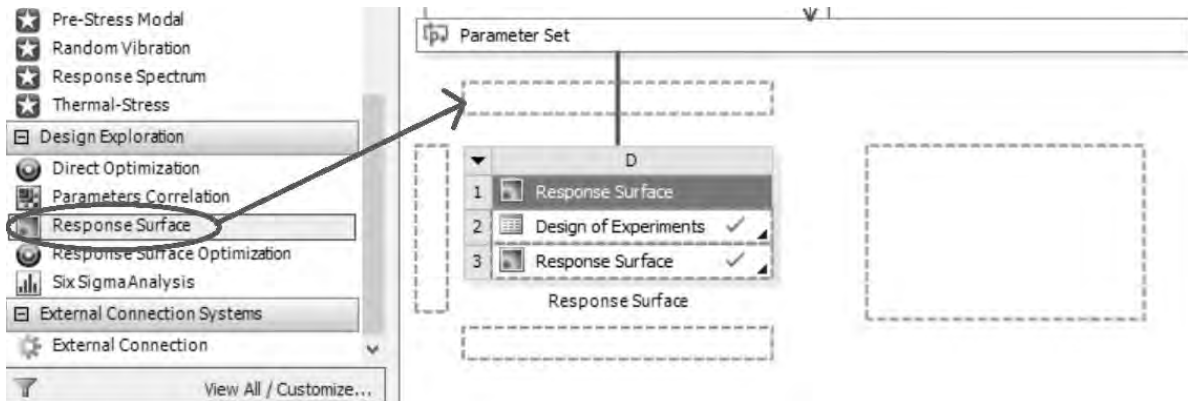 Pre-Stress Modal
Random Vibration
Response Spectrum
Thermal-Stress
Design Exploration
Direct Optimization
Parameters Correlation
Response Surface
Response Surface Optimization
Six Sigma Analysis
External Connection Systems
External Connection
View All / Customize...
Parameter Set
D
1 Response Surface
2 Design of Experiments
3 Response Surface
Response Surface